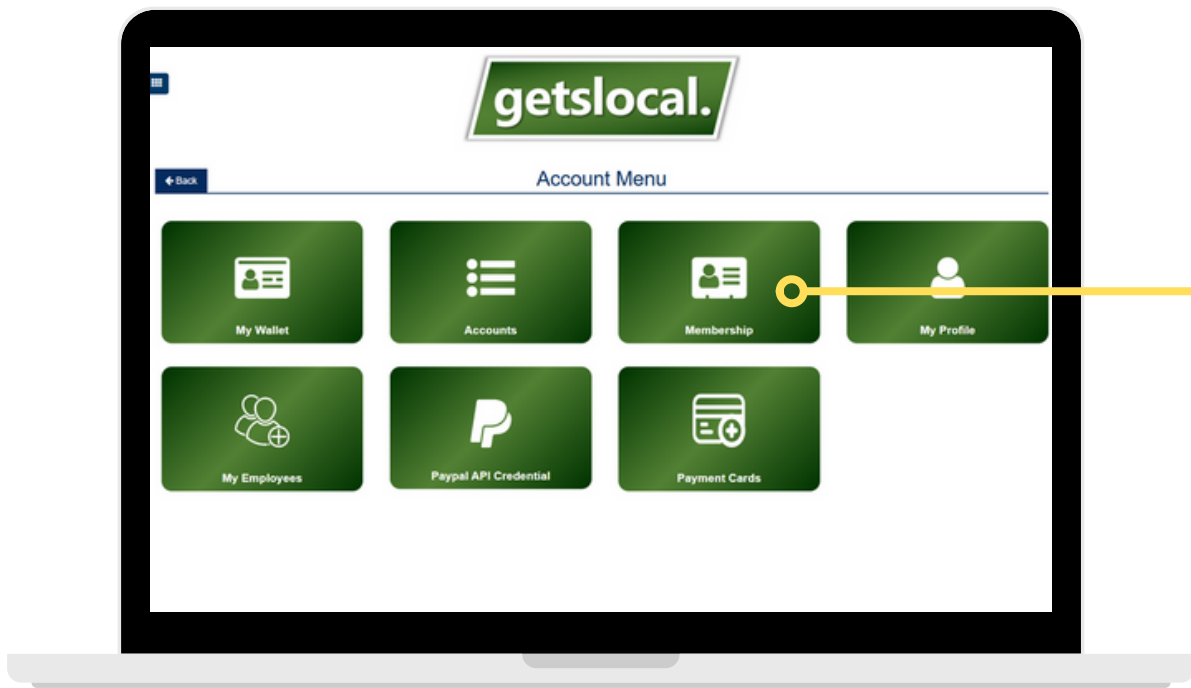 getslocal.
Back
Account Menu
My Wallet
Accounts
Membership
My Profile
My Employees
Paypal API Credential
Payment Cards